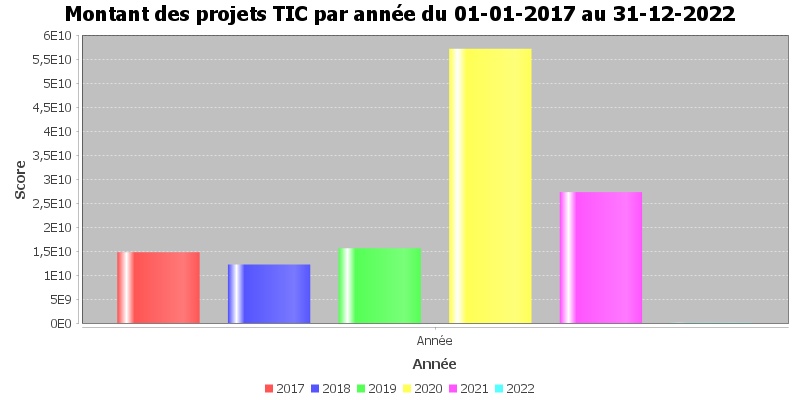 Montant des projets TIC par année du 01-01-2017 au 31-12-2022
6E10
5,5E10
5E10
4,5E10
4E10
3,5E10
3E10
2,5E10
2E10
1,5E10
1E10
5E9
0E0
Score
Année
Année
2017 2018 2019 2020 2021 2022